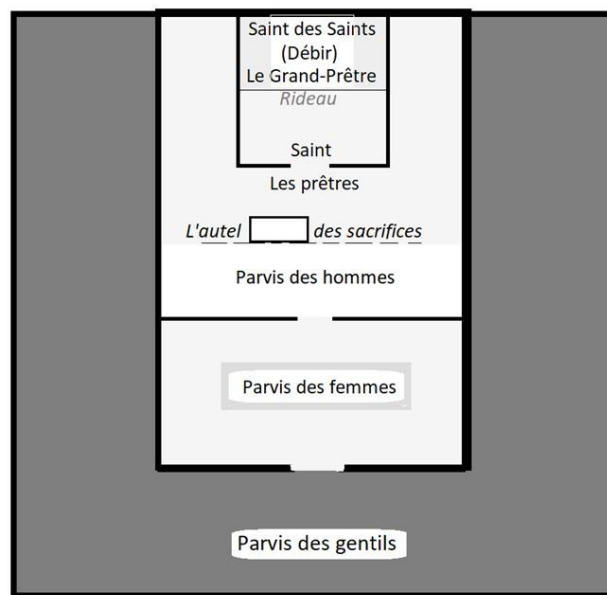 Saint des Saints
(Débir)
Le Grand-Prêtre
Rideau
Saint
Les prêtres
L'autel des sacrifices
Parvis des hommes
Parvis des femmes
Parvis des gentils